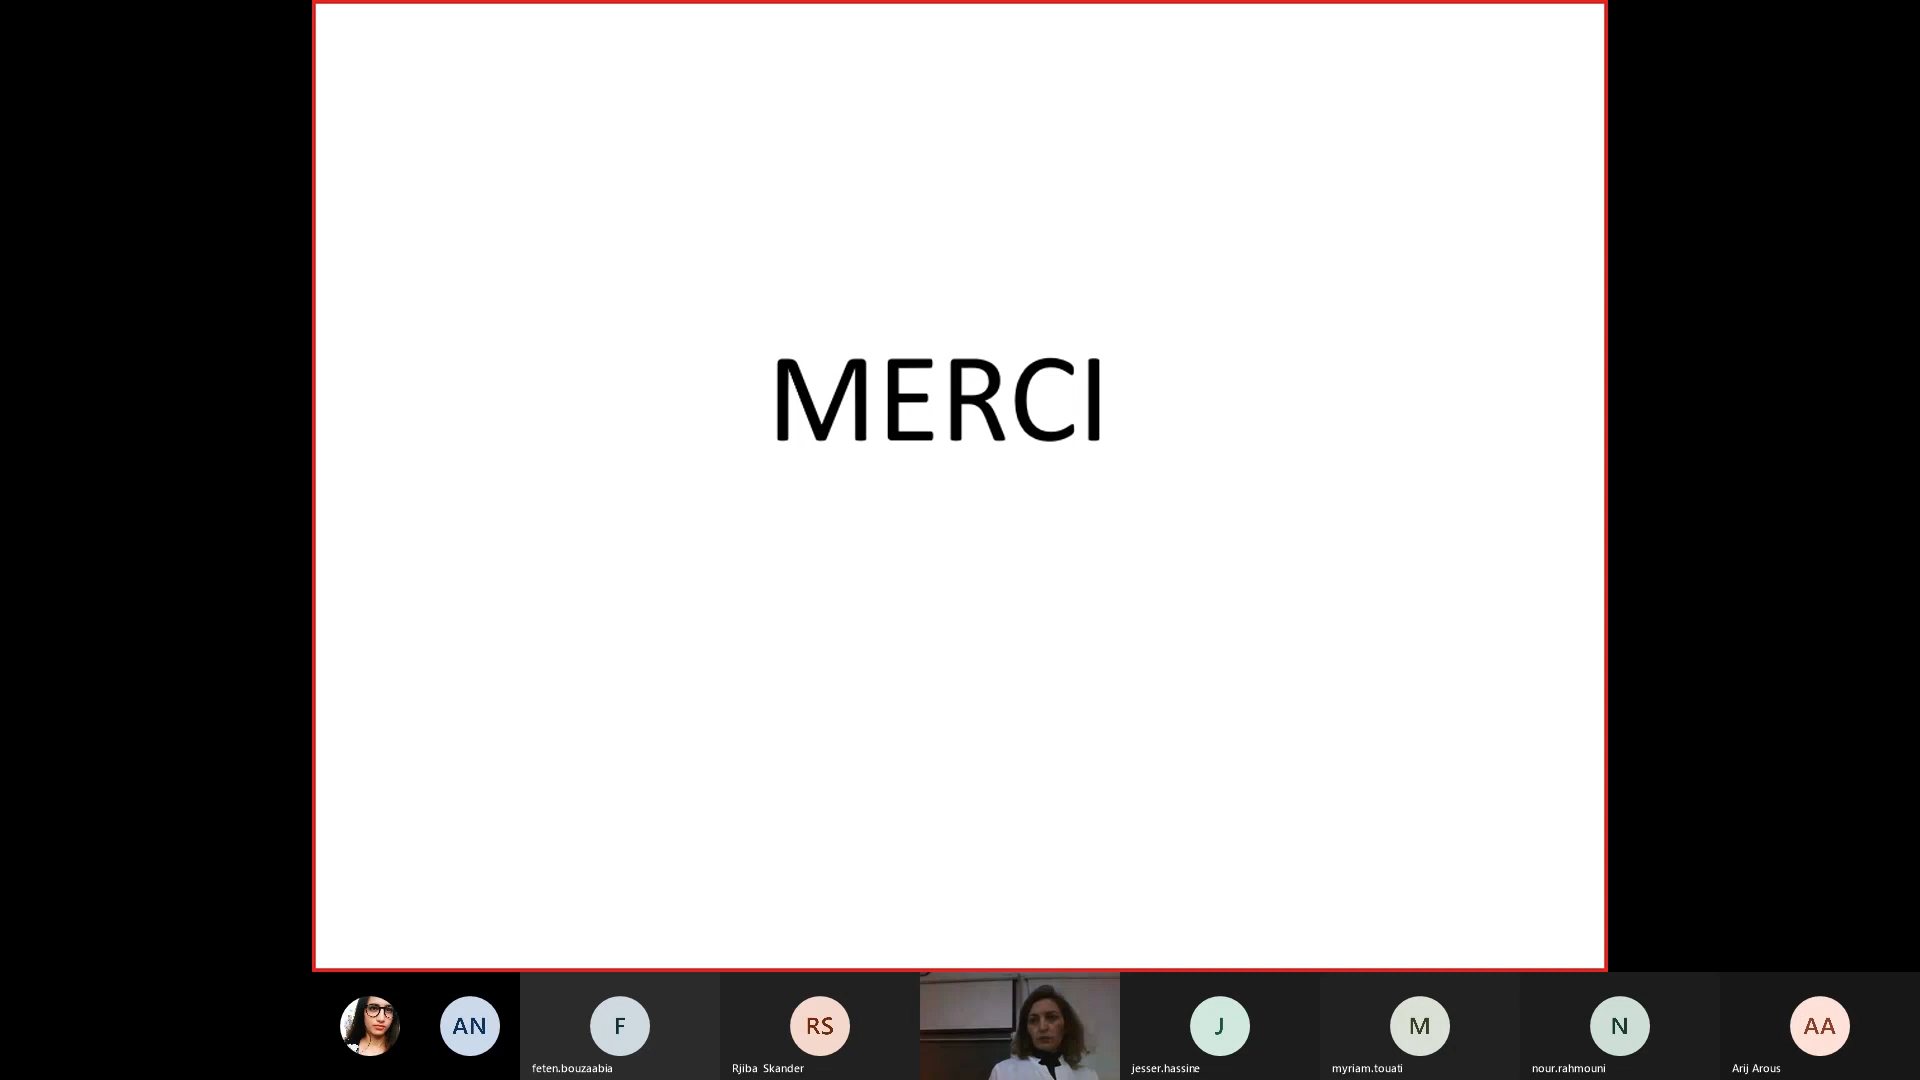 MERCI
AN
F
RS
J
M
N
AA
feten.bouzaabia
Rjiba Skander
jesser.hassine
myriam.touati
nour.rahmouni
Arij Arous